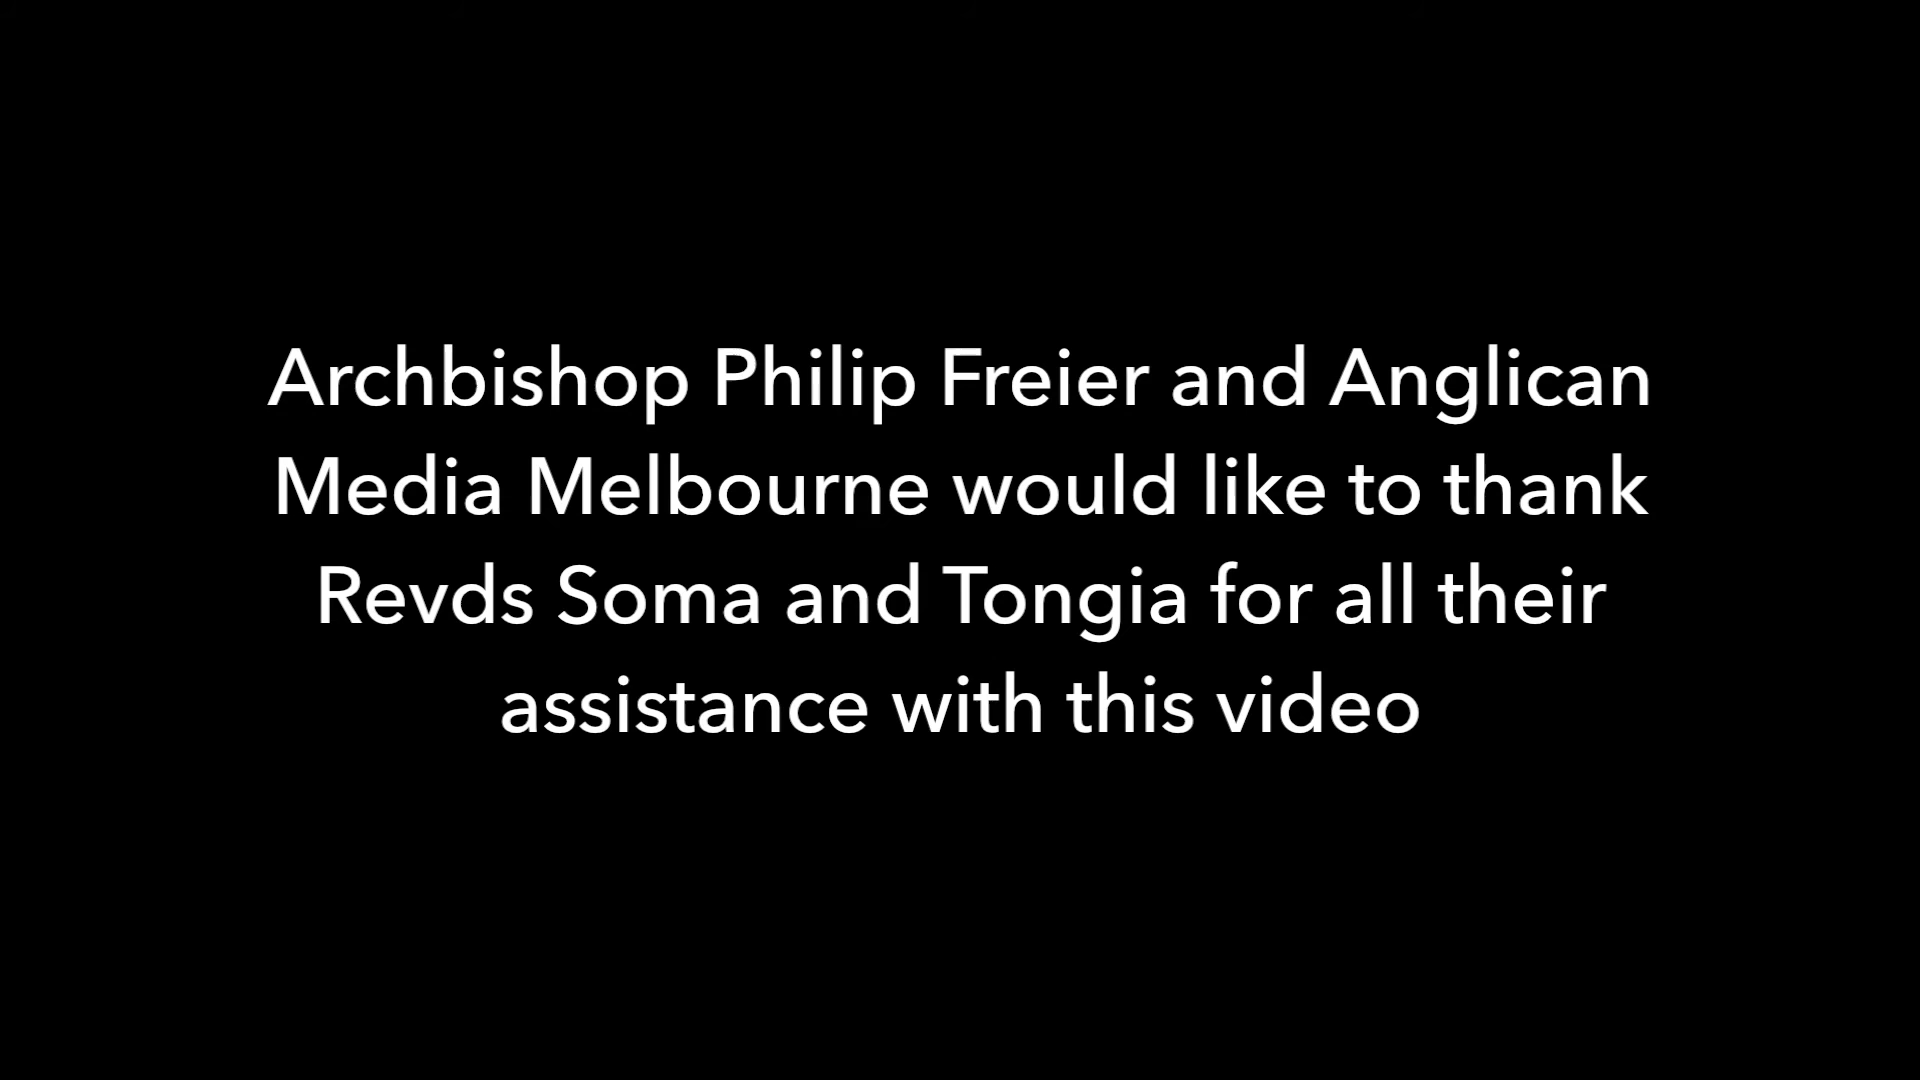 Archbishop Philip Freier and Anglican
Media Melbourne would like to thank
Revds Soma and Tongia for all their
assistance with this video